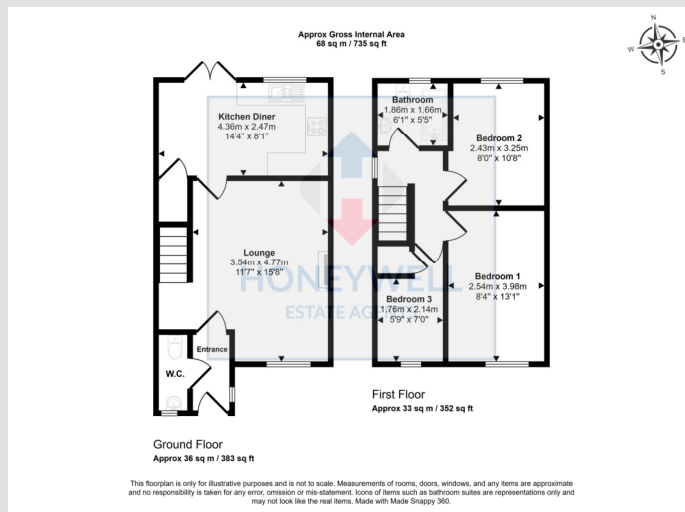 Approx Gross Internal Area
68 sq m / 735 sq ft
N
W
S
Kitchen Diner
4.36m x 2.47m
14'4" x 8'1"
Lounge
3.54m x 4.77m
11'7" x 15'8"
Entrance
W.C.
Ground Floor
Approx 36 sq m / 383 sq ft
Bathroom
1.86m x 1.66m
6'1" x 5'5"
Bedroom 2
2.43m x 3.25m
8'0" x 10'8"
Bedroom 1
2.54m x 3.98m
8'4" x 13'1"
Bedroom 3
1.76m x 2.14m
5'9" x 7'0"
First Floor
Approx 33 sq m / 352 sq ft
HONEYWELL
ESTATE AGENTS
This floorplan is only for illustrative purposes and is not to scale. Measurements of rooms, doors, windows, and any items are approximate
and no responsibility is taken for any error, omission or mis-statement. Icons of items such as bathroom suites are representations only and
may not look like the real items. Made with Made Snappy 360.